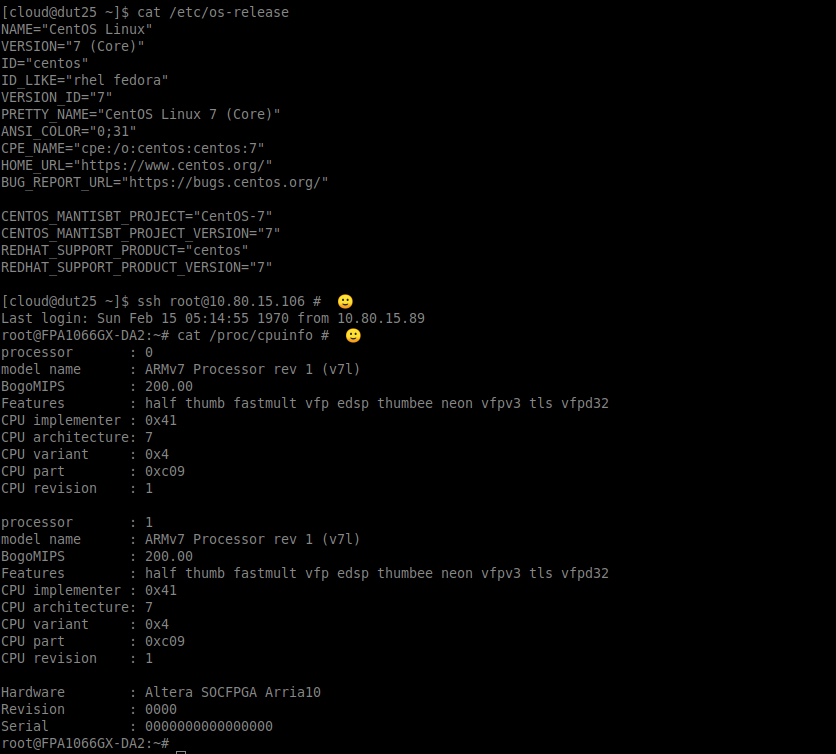 [cloud@dut25 ~]$ cat /etc/os-release
NAME="CentOS Linux"
VERSION="7 (Core)"
ID="centos"
ID_LIKE="rhel fedora"
VERSION_ID="7"
PRETTY_NAME="CentOS Linux 7 (Core)"
ANSI_COLOR="0;31"
CPE_NAME="cpe:/o:centos:centos:7"
HOME_URL="https://www.centos.org/"
BUG_REPORT_URL="https://bugs.centos.org/"

CENTOS_MANTISBT_PROJECT="CentOS-7"
CENTOS_MANTISBT_PROJECT_VERSION="7"
REDHAT_SUPPORT_PRODUCT="centos"
REDHAT_SUPPORT_PRODUCT_VERSION="7"

[cloud@dut25 ~]$ ssh root@10.80.15.106 #  🙂
Last login: Sun Feb 15 05:14:55 1970 from 10.80.15.89
root@FPA1066GX-DA2:~# cat /proc/cpuinfo #  🙂
processor       : 0
model name      : ARMv7 Processor rev 1 (v7l)
BogoMIPS        : 200.00
Features        : half thumb fastmult vfp edsp thumbee neon vfpv3 tls vfpd32
CPU implementer : 0x41
CPU architecture: 7
CPU variant     : 0x4
CPU part        : 0xc09
CPU revision    : 1

processor       : 1
model name      : ARMv7 Processor rev 1 (v7l)
BogoMIPS        : 200.00
Features        : half thumb fastmult vfp edsp thumbee neon vfpv3 tls vfpd32
CPU implementer : 0x41
CPU architecture: 7
CPU variant     : 0x4
CPU part        : 0xc09
CPU revision    : 1

Hardware        : Altera SOCFPGA Arria10
Revision        : 0000
Serial          : 0000000000000000
root@FPA1066GX-DA2:~#